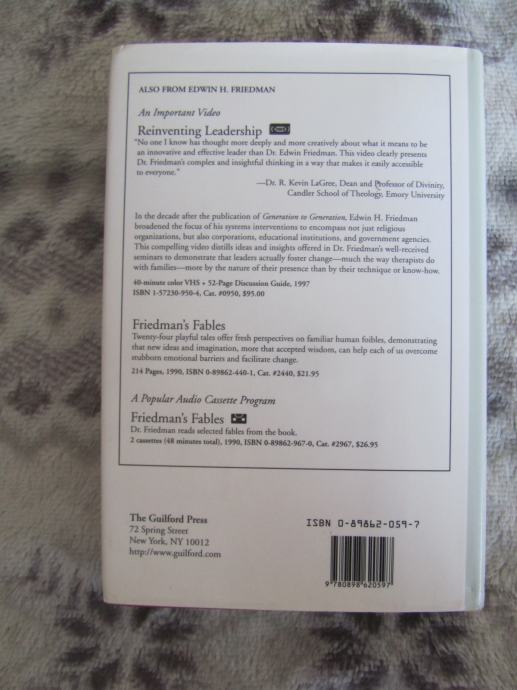 ALSO FROM EDWIN H. FRIEDMAN
An Important Video
Reinventing Leadership
"No one I know has thought more deeply and more creatively about what it means to be
an innovative and effective leader than Dr. Edwin Friedman. This video clearly presents
Dr. Friedman's complex and insightful thinking in a way that makes it easily accessible
to everyone."
—Dr. R. Kevin LaGree, Dean and Professor of Divinity,
Candler School of Theology, Emory University
In the decade after the publication of Generation to Generation, Edwin H. Friedman
broadened the focus of his systems interventions to encompass not just religious
organizations, but also corporations, educational institutions, and government agencies.
This compelling video distills ideas and insights offered in Dr. Friedman's well-received
seminars to demonstrate that leaders actually foster change—much the way therapists do
with families—more by the nature of their presence than by their technique or know-how.
40-minute color VHS + 52-Page Discussion Guide, 1997
ISBN 1-57230-950-4, Cat. #0950, $95.00
Friedman's Fables
Twenty-four playful tales offer fresh perspectives on familiar human foibles, demonstrating
that new ideas and imagination, more that accepted wisdom, can help each of us overcome
stubborn emotional barriers and facilitate change.
214 Pages, 1990, ISBN 0-89862-440-1, Cat. #2440, $21.95
A Popular Audio Cassette Program
Friedman's Fables
Dr. Friedman reads selected fables from the book.
2 cassettes (48 minutes total), 1990, ISBN 0-89862-967-0, Cat. #2967, $26.95
The Guilford Press
72 Spring Street
New York, NY 10012
http://www.guilford.com
ISBN 0-89862-059-7
9 780898 620597